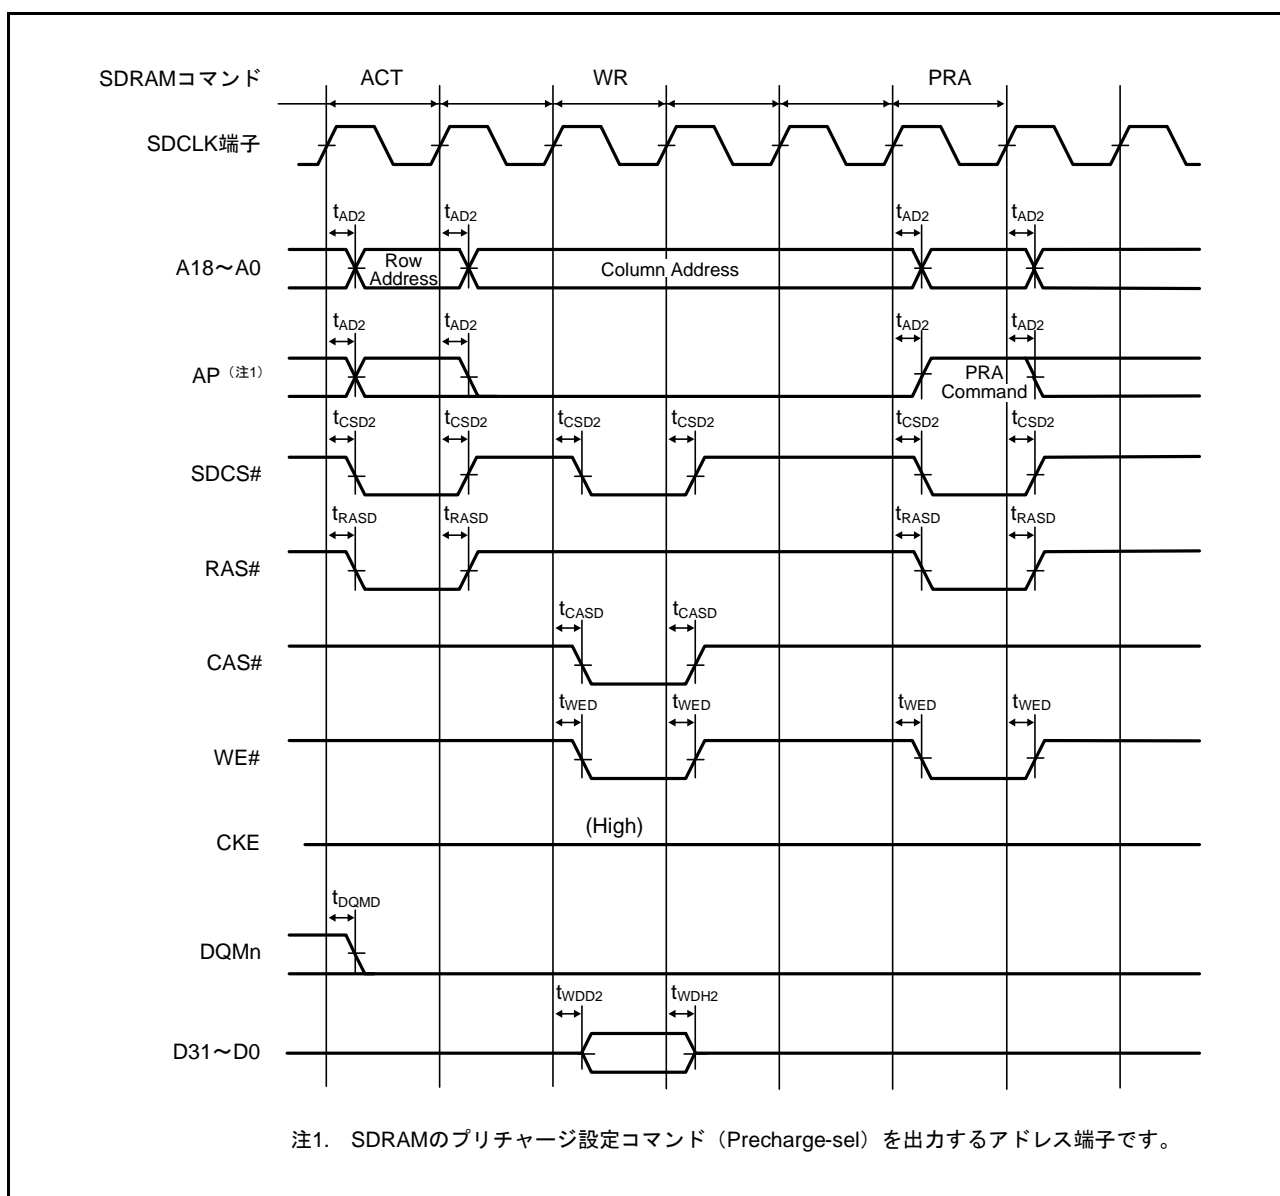 SDRAMコマンド ACT WR PRA
SDCLK端子
tAD2 tAD2 tAD2 tAD2
A18～A0 Row Address Column Address
tAD2 tAD2 tAD2 tAD2
AP（注1） PRA Command
tCSD2 tCSD2 tCSD2 tCSD2 tCSD2 tCSD2
SDCS#
tRASD tRASD tRASD tRASD
RAS#
tCASD tCASD
CAS#
tWED tWED tWED tWED
WE#
(High)
CKE
tDQMD
DQMn
tWDD2 tWDH2
D31～D0
注1. SDRAMのプリチャージ設定コマンド（Precharge-sel）を出力するアドレス端子です。